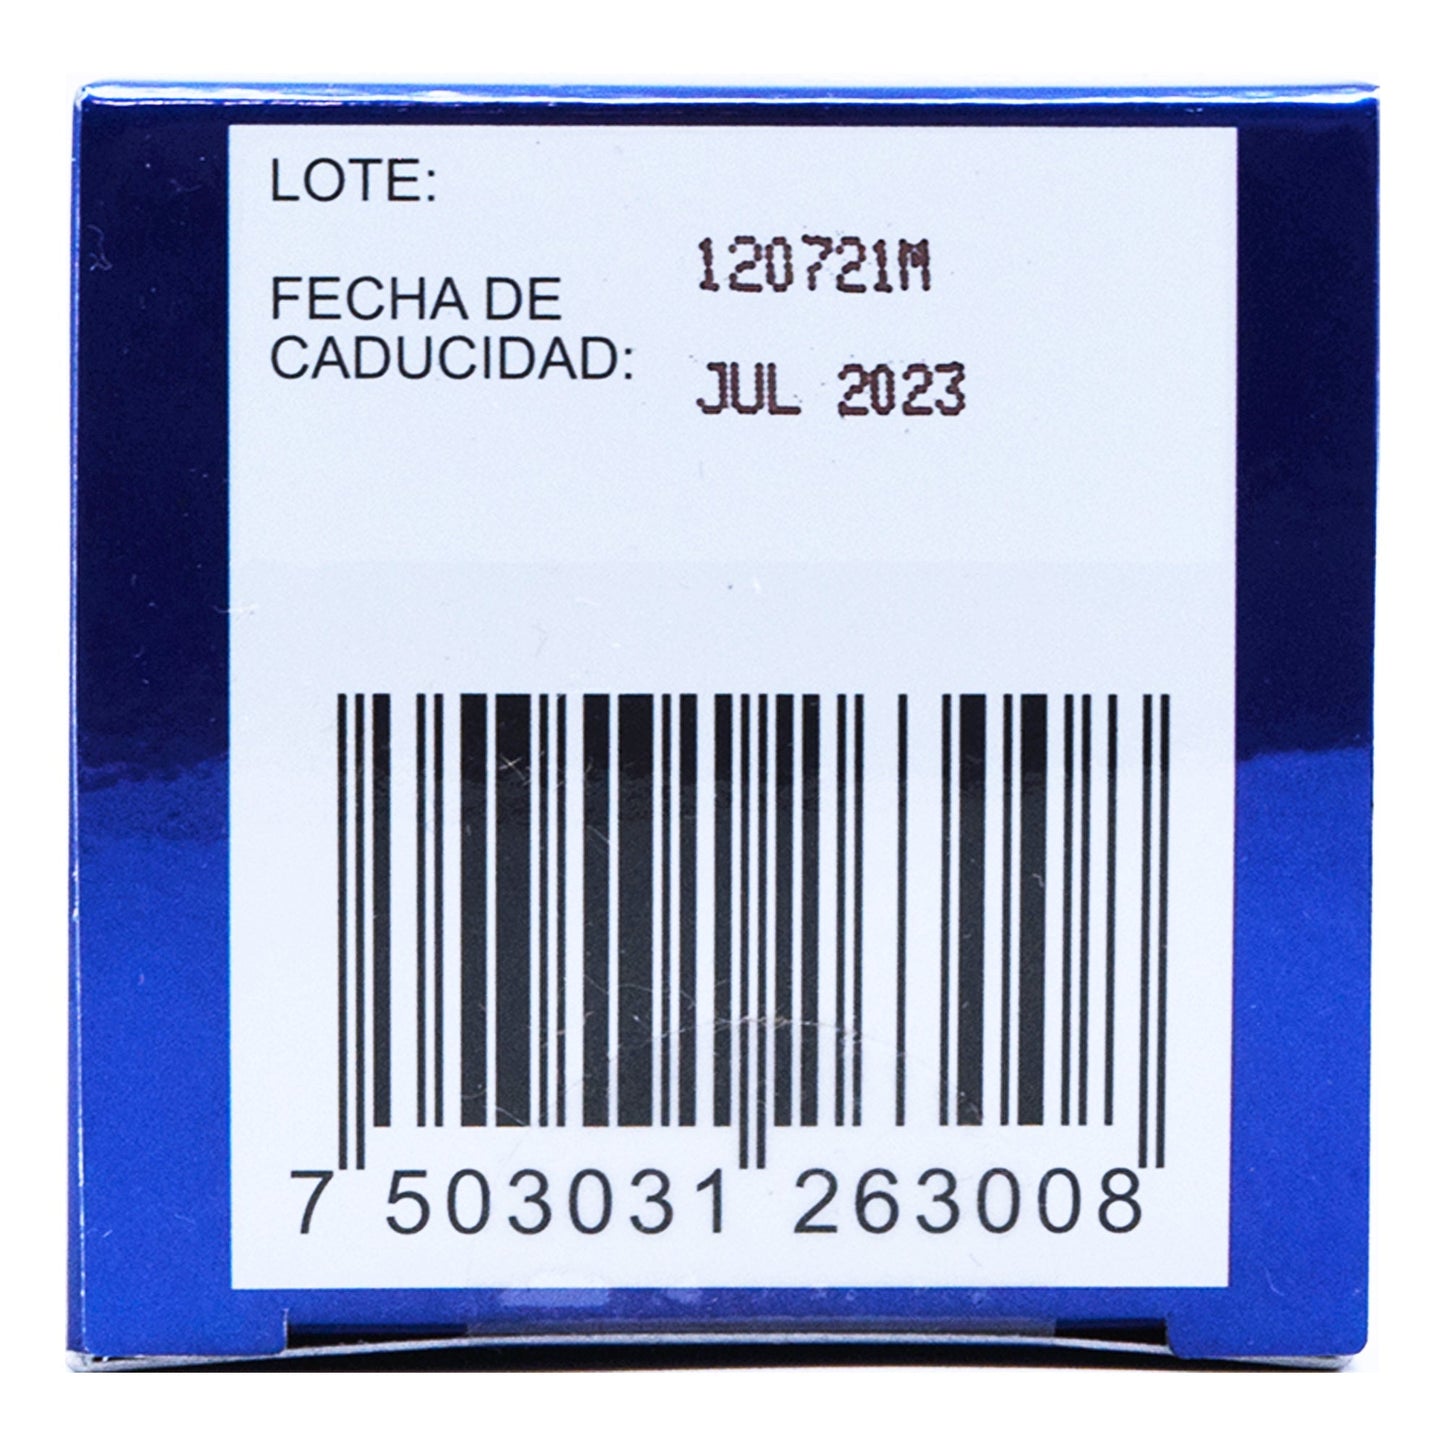 LOTE:
120721M
FECHA DE
CADUCIDAD:
JUL 2023
7 503031 263008